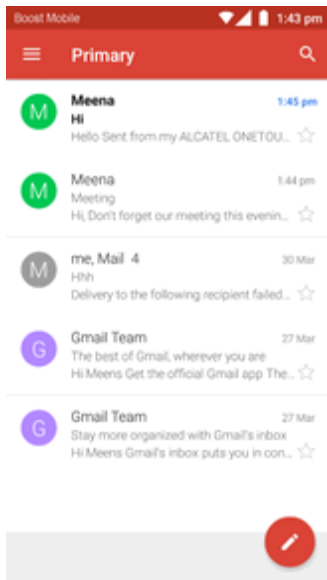 Boost Mobile 1:43 pm
Primary
M Meena 1:45 pm
Hi
Hello Sent from my ALCATEL ONETOU...
M Meena 1:44 pm
Meeting
Hi, Don't forget our meeting this evenin...
M me, Mail 4 30 Mar
Hhh
Delivery to the following recipient failed...
G Gmail Team 27 Mar
The best of Gmail, wherever you are
Hi Meens Get the official Gmail app The...
G Gmail Team 27 Mar
Stay more organized with Gmail's inbox
Hi Meens Gmail's inbox puts you in con...